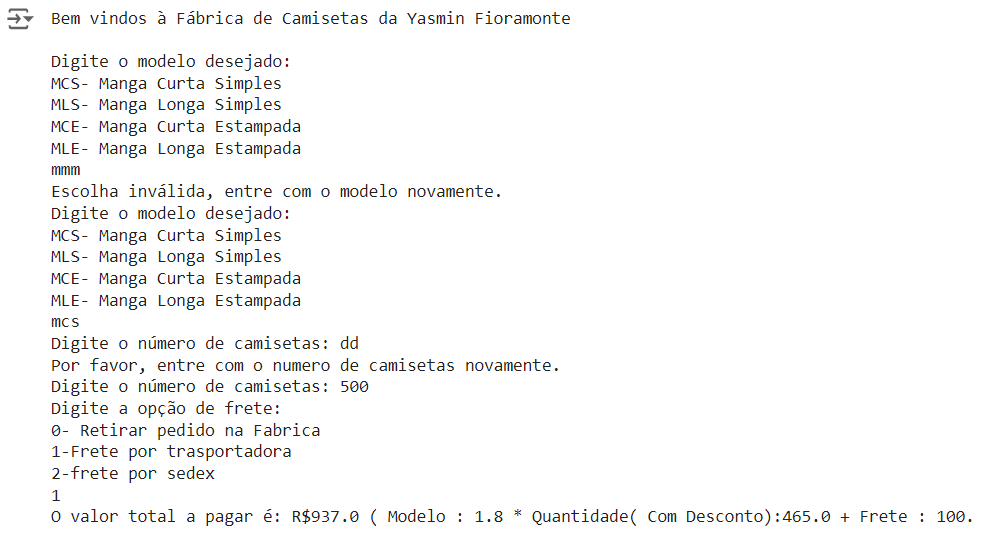 Bem vindos à Fábrica de Camisetas da Yasmin Fioramonte
Digite o modelo desejado:
MCS- Manga Curta Simples
MLS- Manga Longa Simples
MCE- Manga Curta Estampada
MLE- Manga Longa Estampada
mmm
Escolha inválida, entre com o modelo novamente.
Digite o modelo desejado:
MCS- Manga Curta Simples
MLS- Manga Longa Simples
MCE- Manga Curta Estampada
MLE- Manga Longa Estampada
mcs
Digite o número de camisetas: dd
Por favor, entre com o numero de camisetas novamente.
Digite o número de camisetas: 500
Digite a opção de frete:
0- Retirar pedido na Fabrica
1-Frete por trasportadora
2-frete por sedex
1
O valor total a pagar é: R$937.0 ( Modelo : 1.8 * Quantidade( Com Desconto):465.0 + Frete : 100.